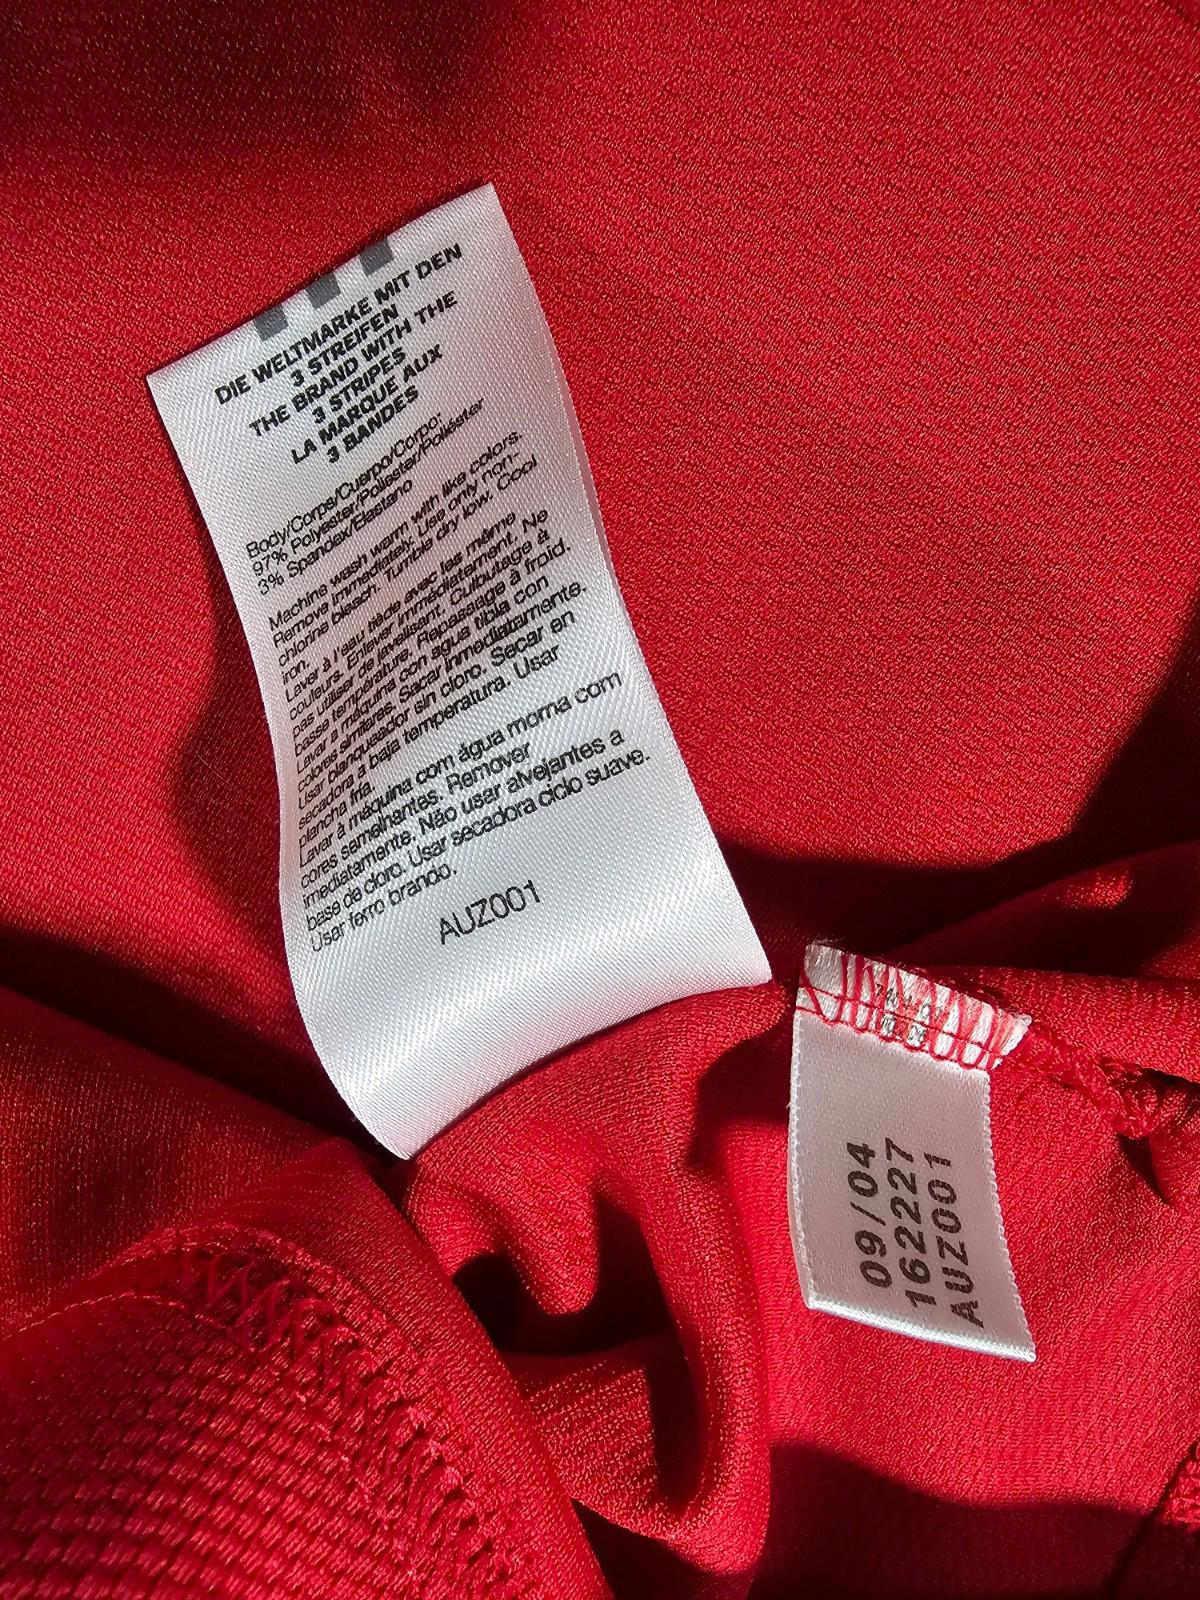 DIE WELTMARKE MIT DEN
3 STREIFEN
THE BRAND WITH THE
3 STRIPES
LA MARQUE AUX
3 BANDES
Body/Corps/Cuerpo/Corpo:
97% Polyester/Poliester/Poliéster
3% Spandex/Elastano
Machine wash warm with like colors.
Remove immediately. Use only non-
chlorine bleach. Tumble dry low. Cool
iron.
Laver à l'eau tiède avec les même
couleurs. Enlever immédiatement. Ne
pas utiliser de javellisant. Culbutage à
basse température. Repassage à froid.
Lavar a máquina con agua tibia con
colores similares. Sacar inmediatamente.
Usar blanqueador sin cloro. Secar en
secadora a baja temperatura. Usar
plancha fría.
Lavar à máquina com água morna com
cores semelhantes. Remover
imediatamente. Não usar alvejantes a
base de cloro. Usar secadora ciclo suave.
Usar ferro brando.
AUZ001
09/04
162227
AUZ001